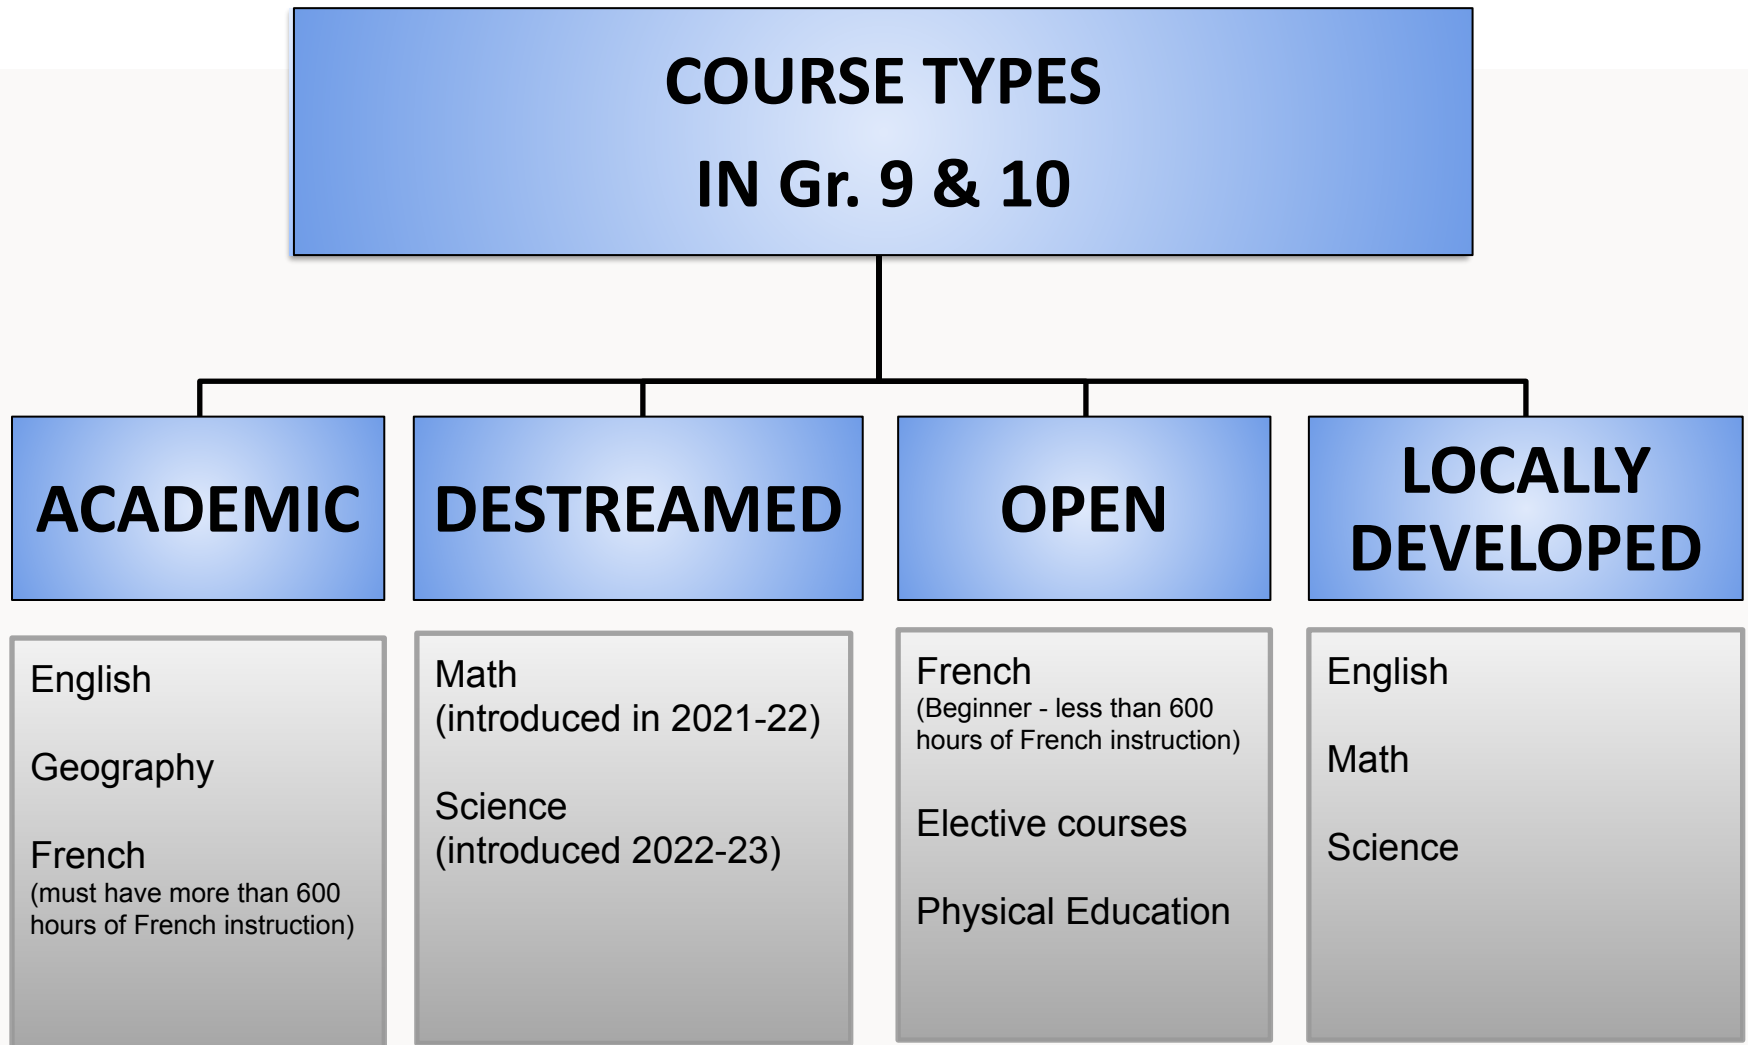 COURSE TYPES
IN Gr. 9 & 10
ACADEMIC
English
Geography
French
(must have more than 600
hours of French instruction)
DESTREAMED
Math
(introduced in 2021-22)
Science
(introduced 2022-23)
OPEN
French
(Beginner - less than 600
hours of French instruction)
Elective courses
Physical Education
LOCALLY
DEVELOPED
English
Math
Science